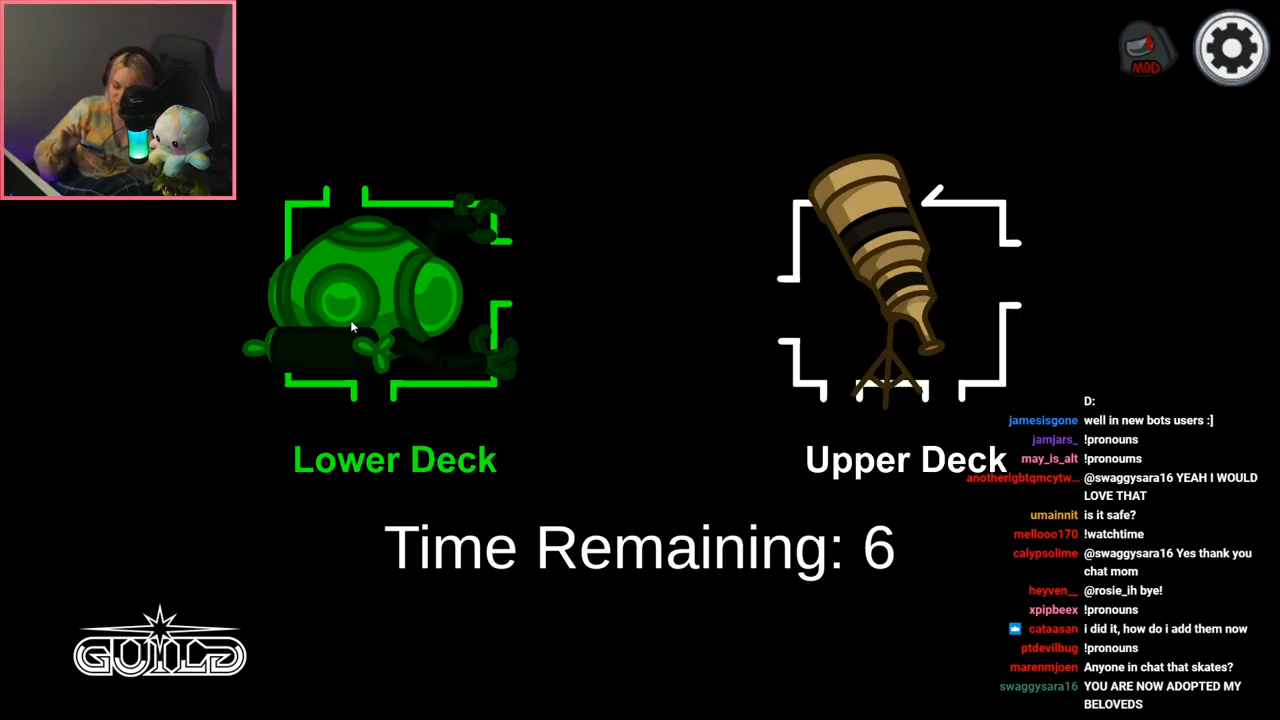 MOD
Lower Deck
Upper Deck
Time Remaining: 6
GUILD
D:
jamesisgone well in new bots users :]
jamjars_ !pronouns
may_is_alt !pronoums
anotherlgbtqmcytw... @swaggysara16 YEAH I WOULD
LOVE THAT
umainnit is it safe?
mellooo170 !watchtime
calypsolime @swaggysara16 Yes thank you
chat mom
heyven__ @rosie_ih bye!
xpipbeex !pronouns
cataasan i did it, how do i add them now
ptdevilbug !pronouns
marenmjoen Anyone in chat that skates?
swaggysara16 YOU ARE NOW ADOPTED MY
BELOVEDS